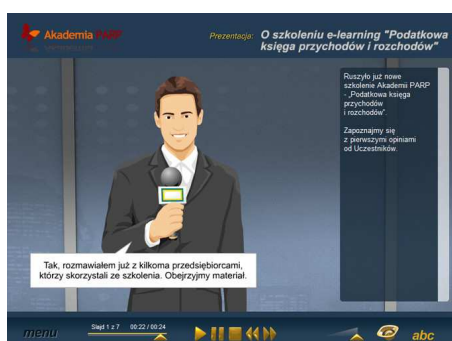 Akademia PARP
Prezentacja: O szkoleniu e-learning "Podatkowa
księga przychodów i rozchodów"
Ruszyło już nowe
szkolenie Akademii PARP
- „Podatkowa księga
przychodów
i rozchodów".
Zapoznajmy się
z pierwszymi opiniami
od Uczestników.
Tak, rozmawiałem już z kilkoma przedsiębiorcami,
którzy skorzystali ze szkolenia. Obejrzyjmy materiał.
menu
Slajd 1 z 7
00:22 / 00:24
abc